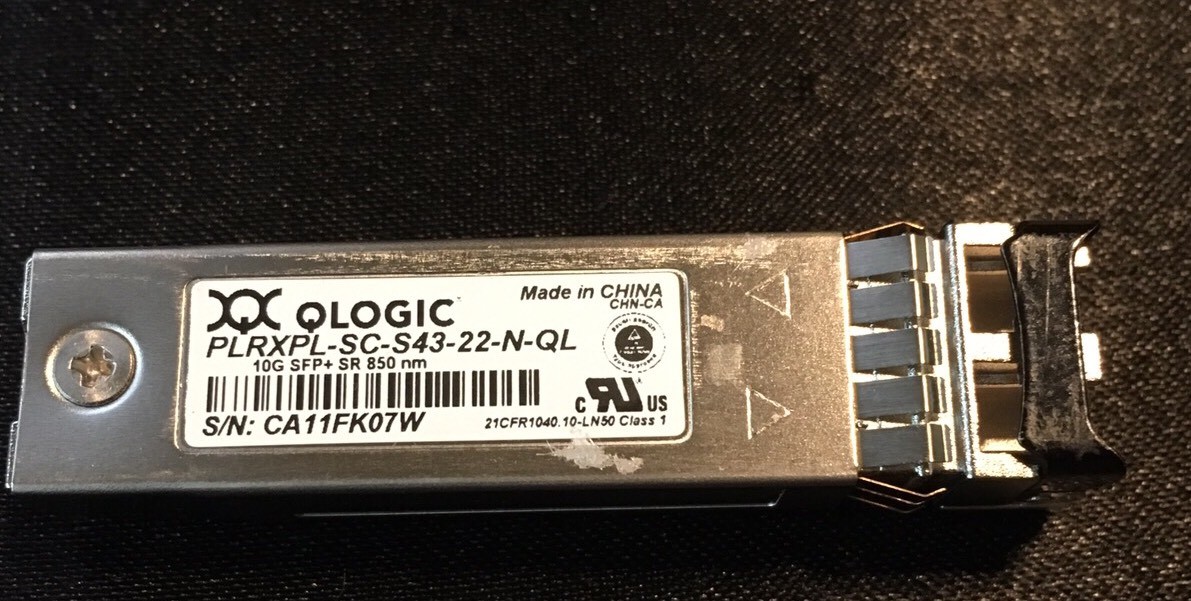 QLOGIC
Made in CHINA
CHN-CA
PLRXPL-SC-S43-22-N-QL
10G SFP+ SR 850 nm
S/N: CA11FK07W
C RU US
21CFR1040.10-LN50 Class 1